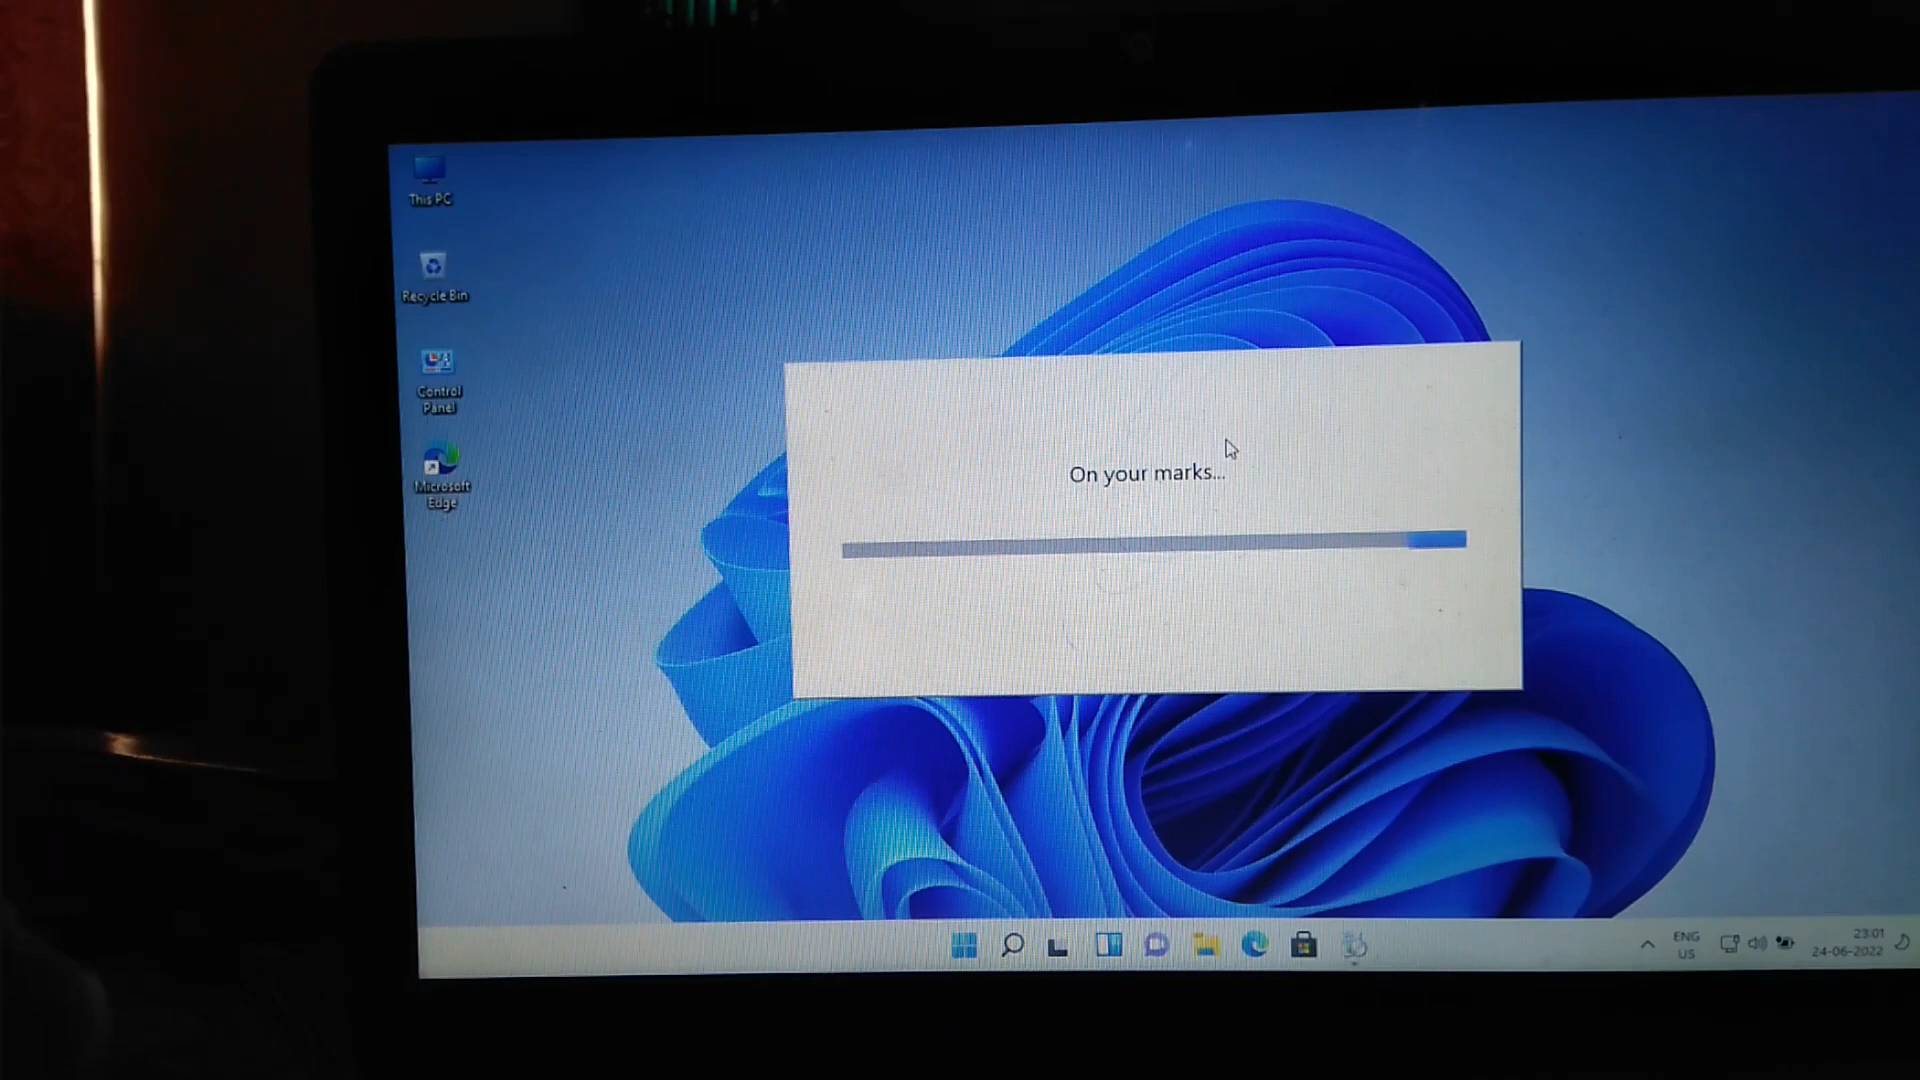 This PC
Recycle Bin
Control
Panel
Microsoft
Edge
On your marks...
ENG
US
23:01
24-06-2022